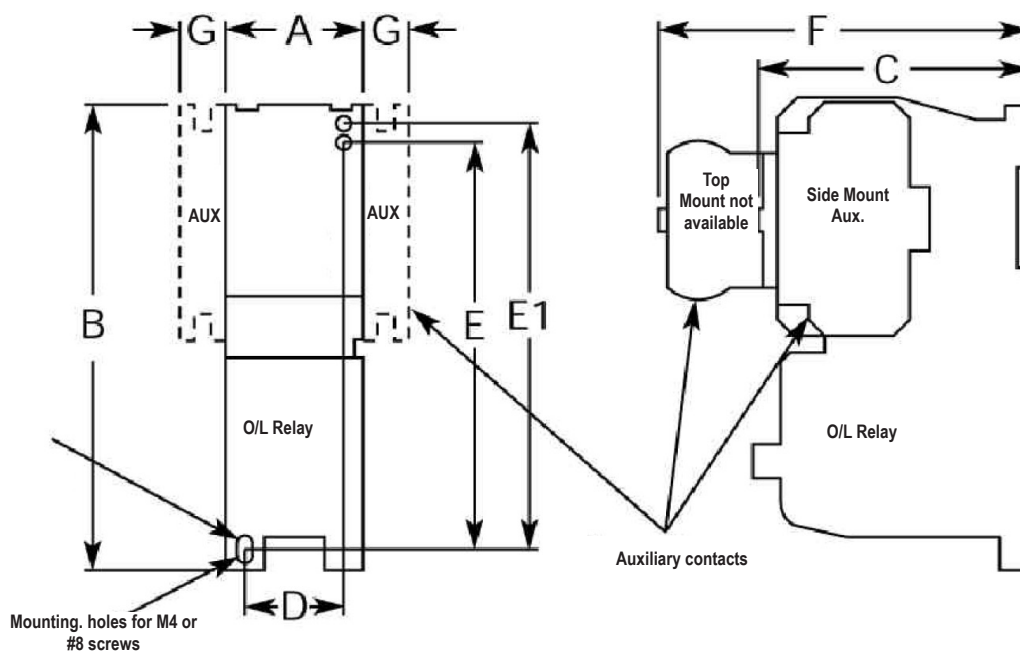 G A G
F
C
AUX
AUX
Top
Mount not
available
Side Mount
Aux.
B
E
E1
O/L Relay
O/L Relay
Auxiliary contacts
D
Mounting. holes for M4 or
#8 screws